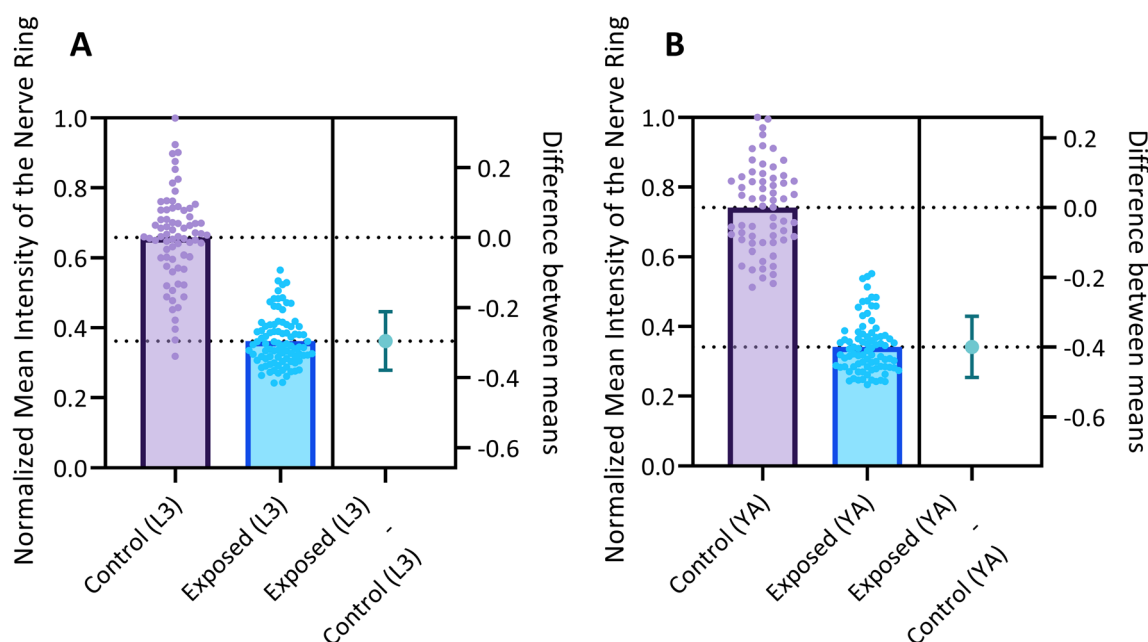 A
Normalized Mean Intensity of the Nerve Ring
1.0
0.8
0.6
0.4
0.2
0.0
0.2
0.0
-0.2
-0.4
-0.6
Difference between means
Control (L3)
Exposed (L3)
Exposed (L3)
-
Control (L3)
B
Normalized Mean Intensity of the Nerve Ring
1.0
0.8
0.6
0.4
0.2
0.0
0.2
0.0
-0.2
-0.4
-0.6
Difference between means
Control (YA)
Exposed (YA)
Exposed (YA)
-
Control (YA)